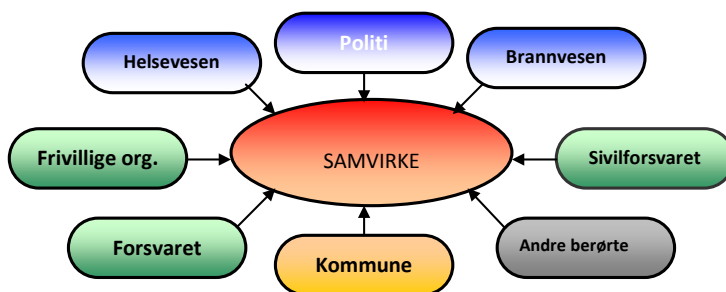 Politi
Helsevesen
Brannvesen
Frivillige org.
SAMVIRKE
Sivilforsvaret
Forsvaret
Kommune
Andre berørte